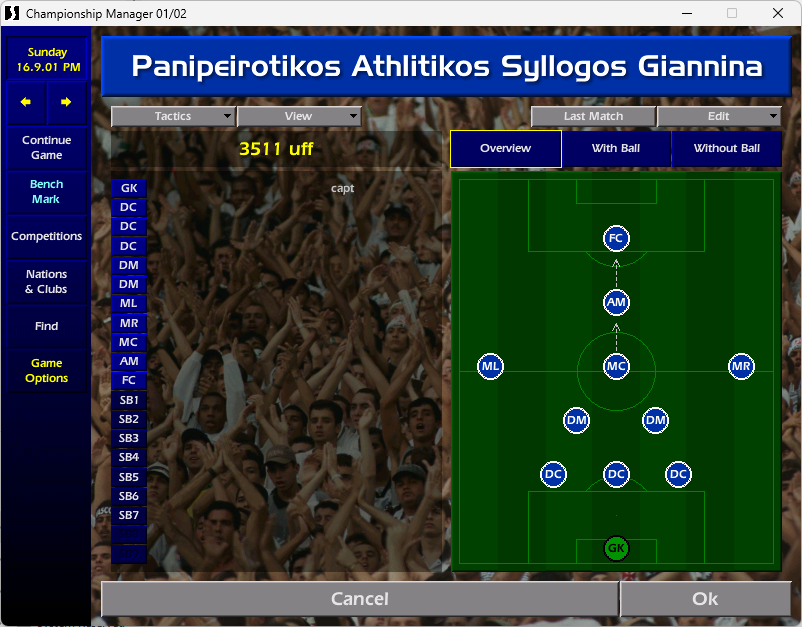 Championship Manager 01/02
Sunday
16.9.01 PM
Continue
Game
Bench
Mark
Competitions
Nations
& Clubs
Find
Game
Options
Panipeirotikos Athlitikos Syllogos Giannina
Tactics
View
Last Match
Edit
3511 uff
Overview
With Ball
Without Ball
GK
capt
DC
DC
DC
DM
DM
ML
MR
MC
AM
FC
SB1
SB2
SB3
SB4
SB5
SB6
SB7
FC
AM
ML
MC
MR
DM
DM
DC
DC
DC
GK
Cancel
Ok